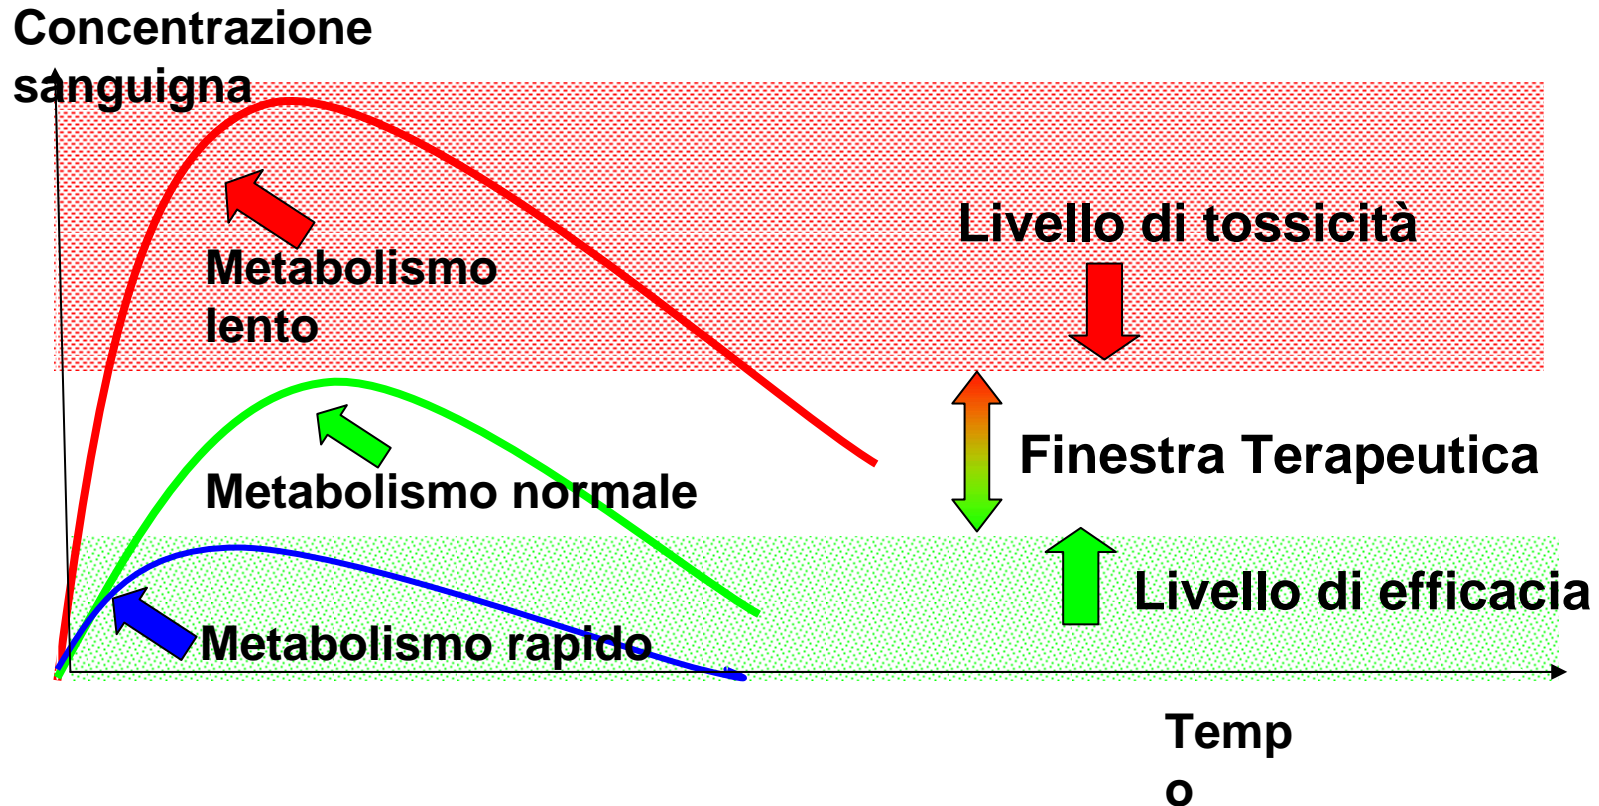 Concentrazione
sanguigna
Livello di tossicità
Metabolismo
lento
Finestra Terapeutica
Metabolismo normale
Livello di efficacia
Metabolismo rapido
Temp
o